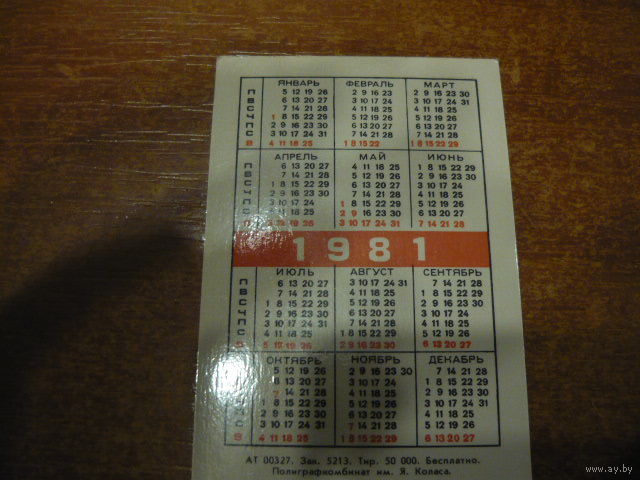 ЯНВАРЬ ФЕВРАЛЬ МАРТ
П 5 12 19 26 2 9 16 23 2 9 16 23 30
В 6 13 20 27 3 10 17 24 3 10 17 24 31
С 7 14 21 28 4 11 18 25 4 11 18 25
Ч 1 8 15 22 29 5 12 19 26 5 12 19 26
П 2 9 16 23 30 6 13 20 27 6 13 20 27
С 3 10 17 24 31 7 14 21 28 7 14 21 28
В 4 11 18 25 1 8 15 22 1 8 15 22 29
АПРЕЛЬ МАЙ ИЮНЬ
П 6 13 20 27 4 11 18 25 1 8 15 22 29
В 7 14 21 28 5 12 19 26 2 9 16 23 30
С 1 8 15 22 29 6 13 20 27 3 10 17 24
Ч 2 9 16 23 30 7 14 21 28 4 11 18 25
П 3 10 17 24 1 8 15 22 29 5 12 19 26
С 4 11 18 25 2 9 16 23 30 6 13 20 27
5 12 19 26 3 10 17 24 31 7 14 21 28
1981
ИЮЛЬ АВГУСТ СЕНТЯБРЬ
П 6 13 20 27 3 10 17 24 31 7 14 21 28
В 7 14 21 28 4 11 18 25 1 8 15 22 29
С 1 8 15 22 29 5 12 19 26 2 9 16 23 30
Ч 2 9 16 23 30 6 13 20 27 3 10 17 24
П 3 10 17 24 31 7 14 21 28 4 11 18 25
С 4 11 18 25 1 8 15 22 29 5 12 19 26
В 5 12 19 26 2 9 16 23 30 6 13 20 27
ОКТЯБРЬ НОЯБРЬ ДЕКАБРЬ
5 12 19 26 2 9 16 23 30 7 14 21 28
6 13 20 27 3 10 17 24 1 8 15 22 29
7 14 21 28 4 11 18 25 2 9 16 23 30
1 8 15 22 29 5 12 19 26 3 10 17 24 31
П 2 9 16 23 30 6 13 20 27 4 11 18 25
С 3 10 17 24 31 7 14 21 28 5 12 19 26
В 4 11 18 25 1 8 15 22 29 6 13 20 27
АТ 00327. Зак. 5213. Тир. 50 000. Бесплатно.
Полиграфкомбинат им. Я. Коласа.
www.ay.by